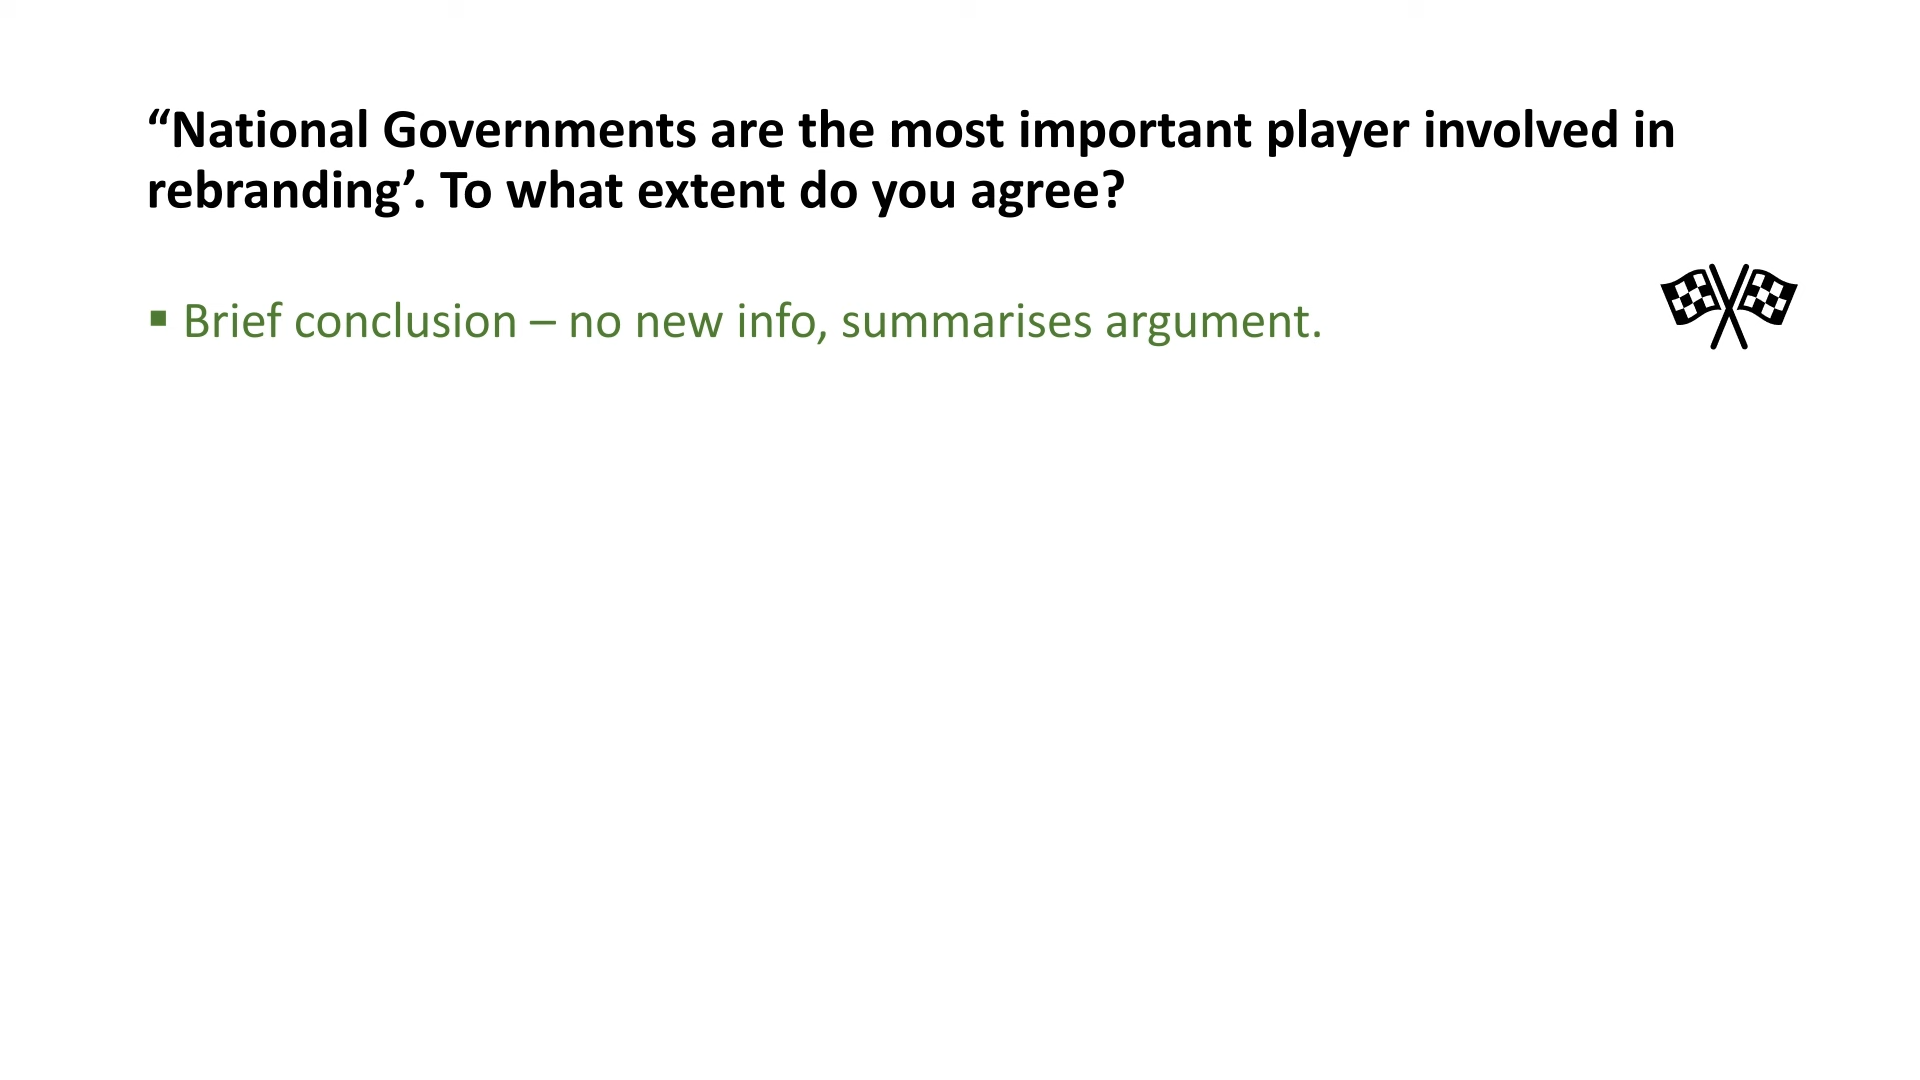 “National Governments are the most important player involved in
rebranding’. To what extent do you agree?
▪ Brief conclusion – no new info, summarises argument.